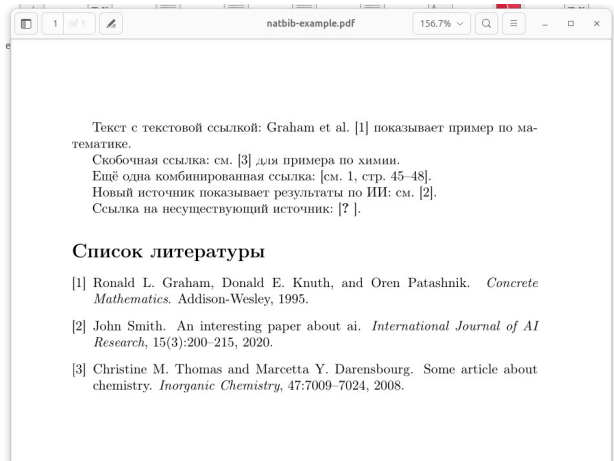 1 of 1
natbib-example.pdf
156.7%
Текст с текстовой ссылкой: Graham et al. [1] показывает пример по ма-
тематике.
Скобочная ссылка: см. [3] для примера по химии.
Ещё одна комбинированная ссылка: [см. 1, стр. 45–48].
Новый источник показывает результаты по ИИ: см. [2].
Ссылка на несуществующий источник: [? ].
Список литературы
[1] Ronald L. Graham, Donald E. Knuth, and Oren Patashnik. Concrete
Mathematics. Addison-Wesley, 1995.
[2] John Smith. An interesting paper about ai. International Journal of AI
Research, 15(3):200–215, 2020.
[3] Christine M. Thomas and Marcetta Y. Darensbourg. Some article about
chemistry. Inorganic Chemistry, 47:7009–7024, 2008.